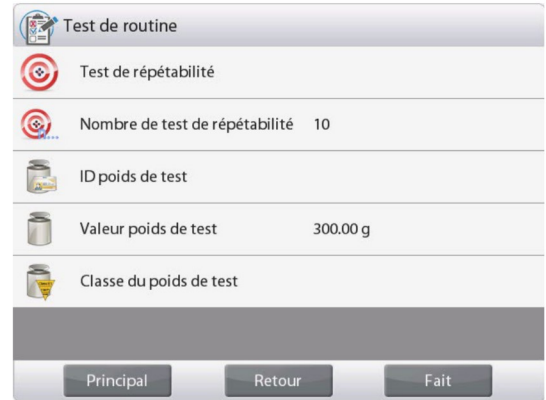 Test de routine
Test de répétabilité
Nombre de test de répétabilité 10
ID poids de test
Valeur poids de test 300.00 g
Classe du poids de test
Principal Retour Fait